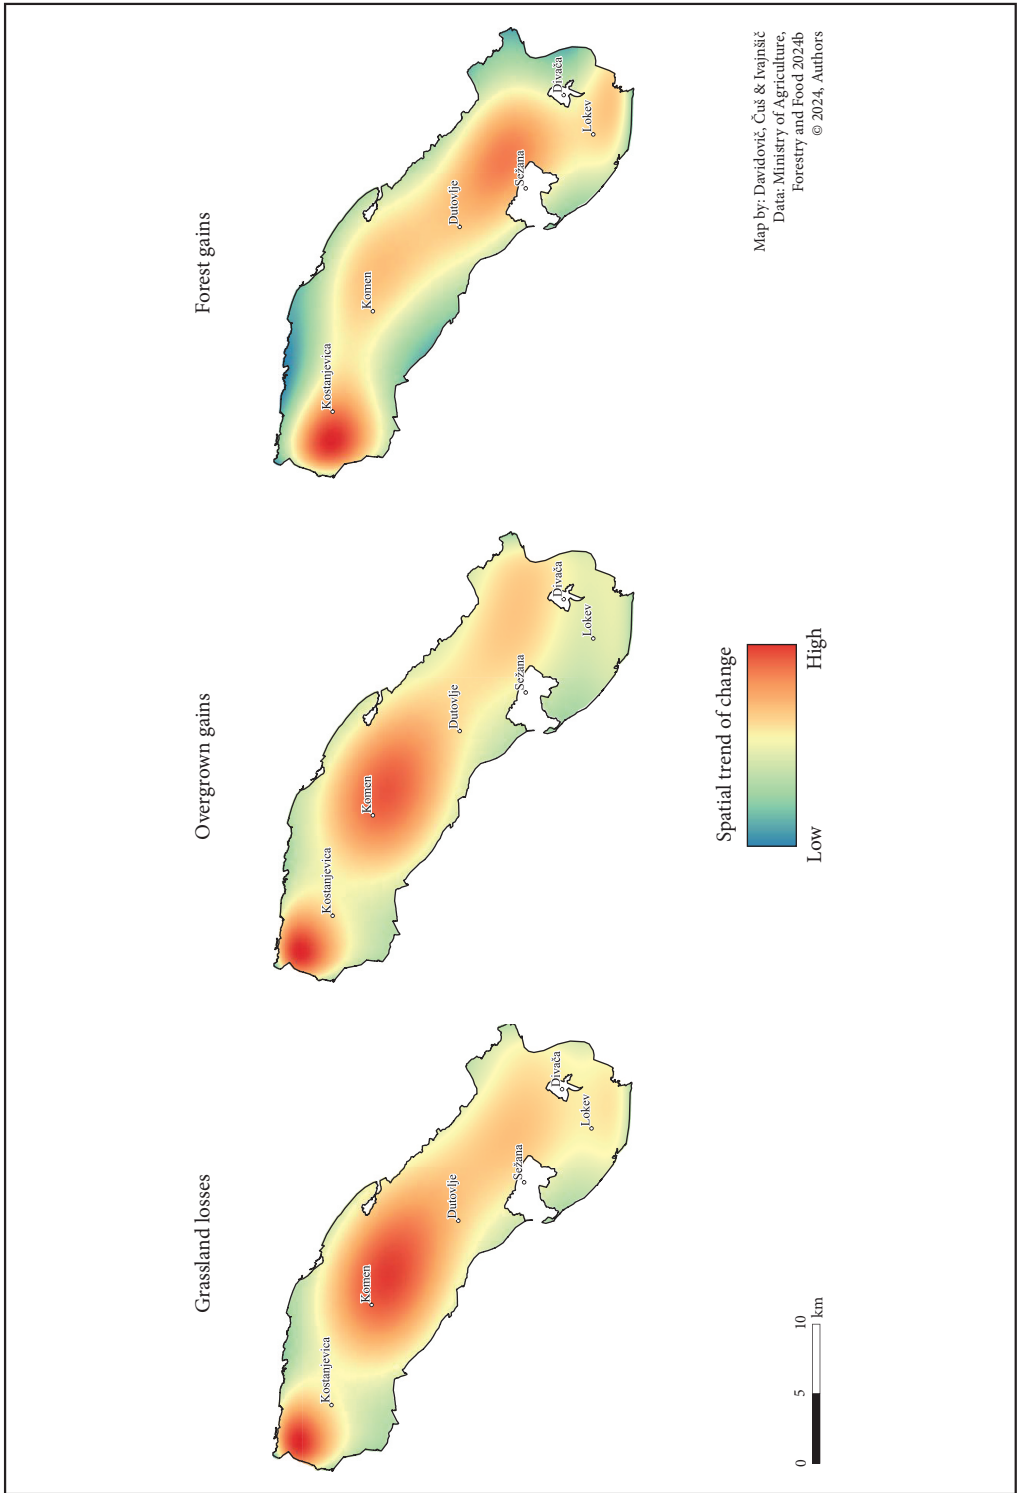 Grassland losses
Kostanjevica
Komen
Dutovlje
Sežana
Divača
Lokev
Overgrown gains
Kostanjevica
Komen
Dutovlje
Sežana
Divača
Lokev
Forest gains
Kostanjevica
Komen
Dutovlje
Sežana
Divača
Lokev
0 5 10
km
Spatial trend of change
Low High
Map by: Davidovič, Čuš & Ivajnšič
Data: Ministry of Agriculture,
Forestry and Food 2024b
© 2024, Authors